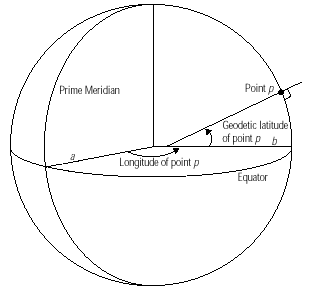 Point p
Prime Meridian
Geodetic latitude
of point p
b
a
Longitude of point p
Equator